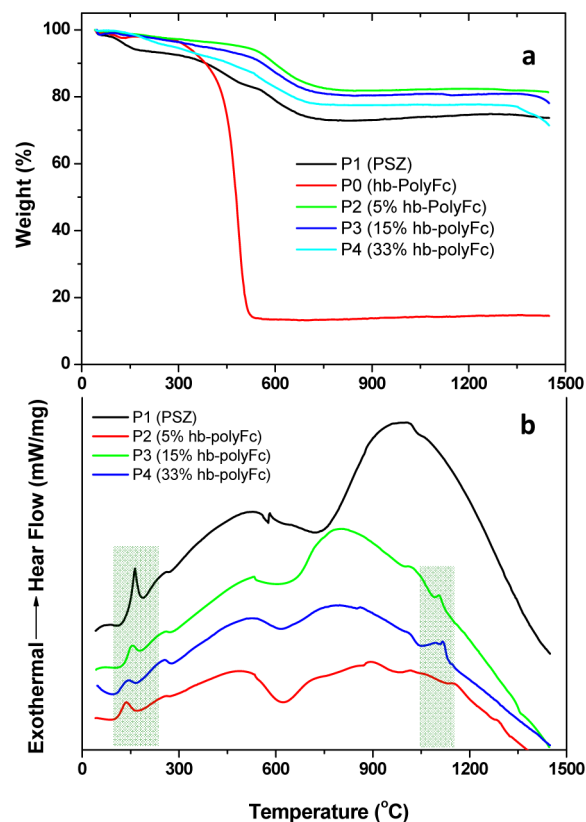 100
80
60
40
20
0
Weight (%)
a
P1 (PSZ)
P0 (hb-PolyFc)
P2 (5% hb-PolyFc)
P3 (15% hb-polyFc)
P4 (33% hb-polyFc)
0 300 600 900 1200 1500
b
P1 (PSZ)
P2 (5% hb-polyFc)
P3 (15% hb-polyFc)
P4 (33% hb-polyFc)
Exothermal → Hear Flow (mW/mg)
0 300 600 900 1200 1500
Temperature (°C)